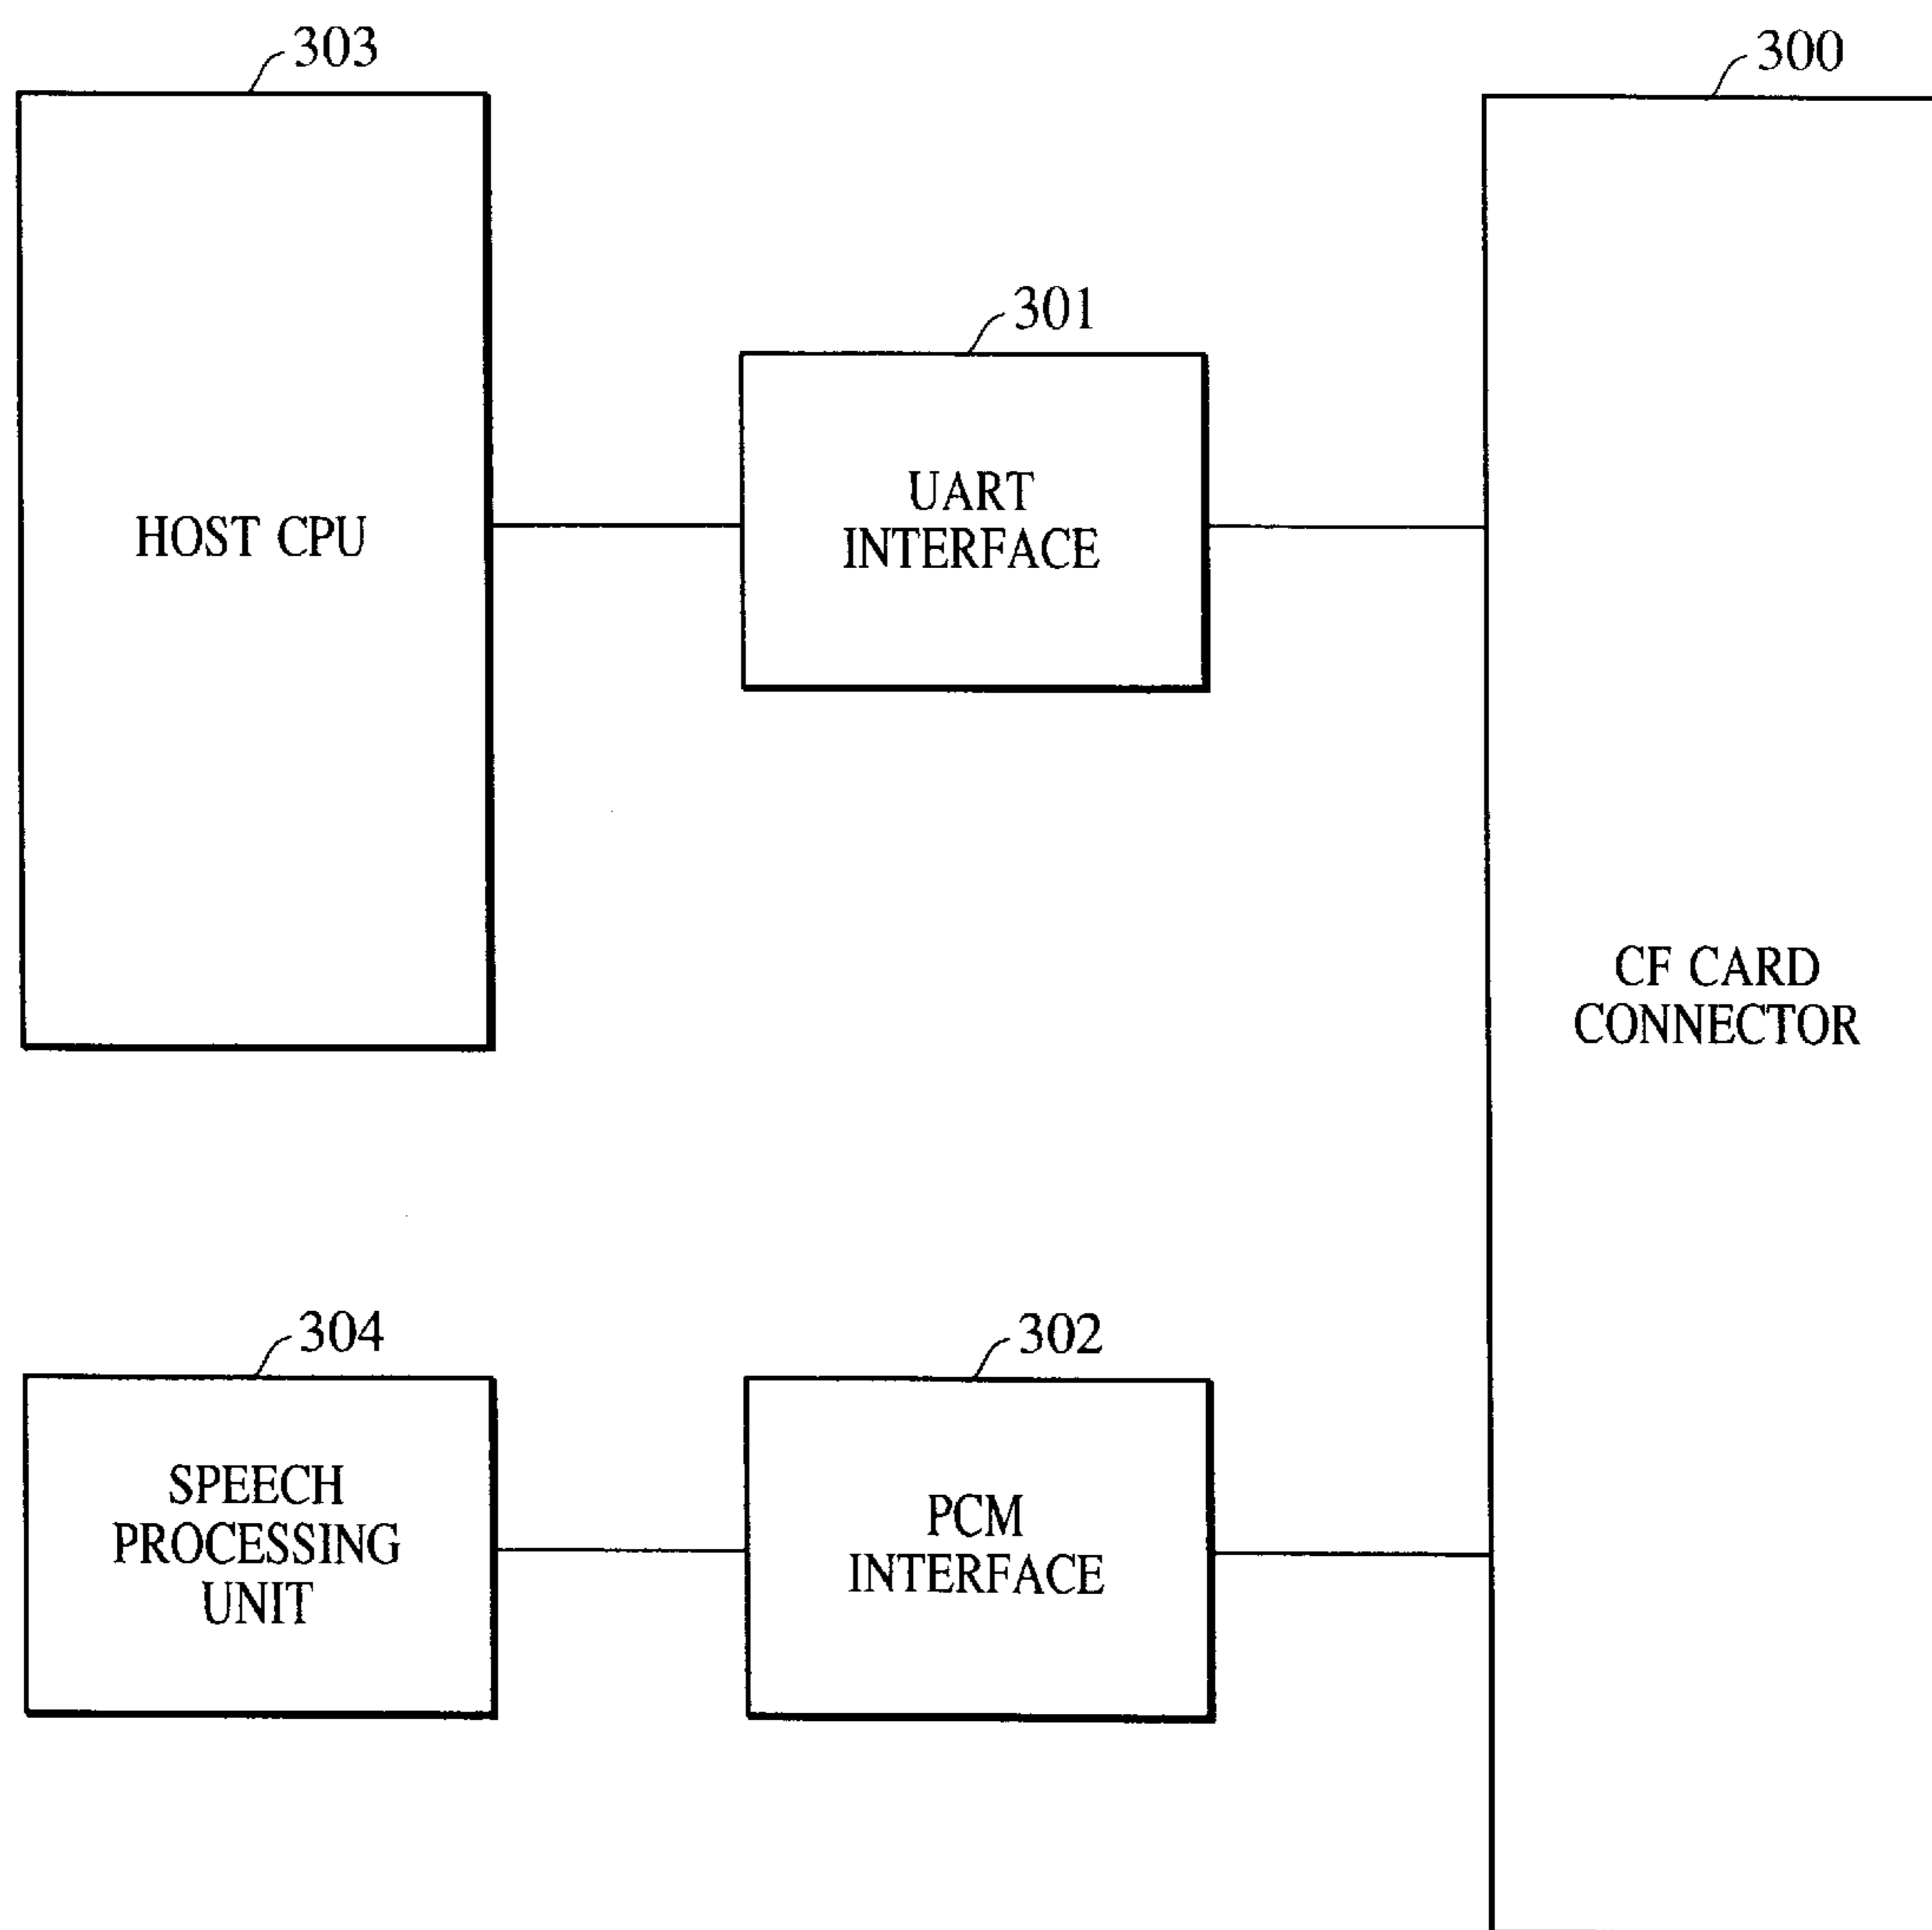 303
300
301
HOST CPU
UART
INTERFACE
CF CARD
CONNECTOR
304
302
SPEECH
PROCESSING
UNIT
PCM
INTERFACE